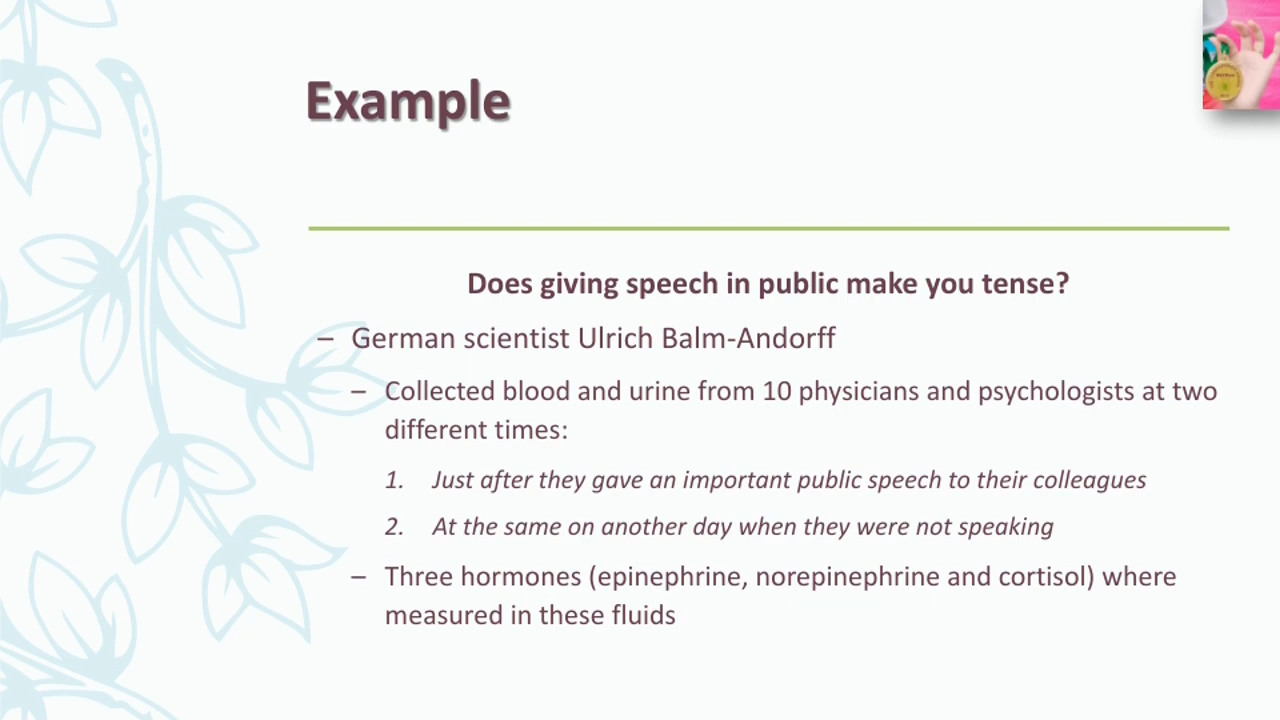 Example
Does giving speech in public make you tense?
– German scientist Ulrich Balm-Andorff
– Collected blood and urine from 10 physicians and psychologists at two
different times:
1. Just after they gave an important public speech to their colleagues
2. At the same on another day when they were not speaking
– Three hormones (epinephrine, norepinephrine and cortisol) where
measured in these fluids